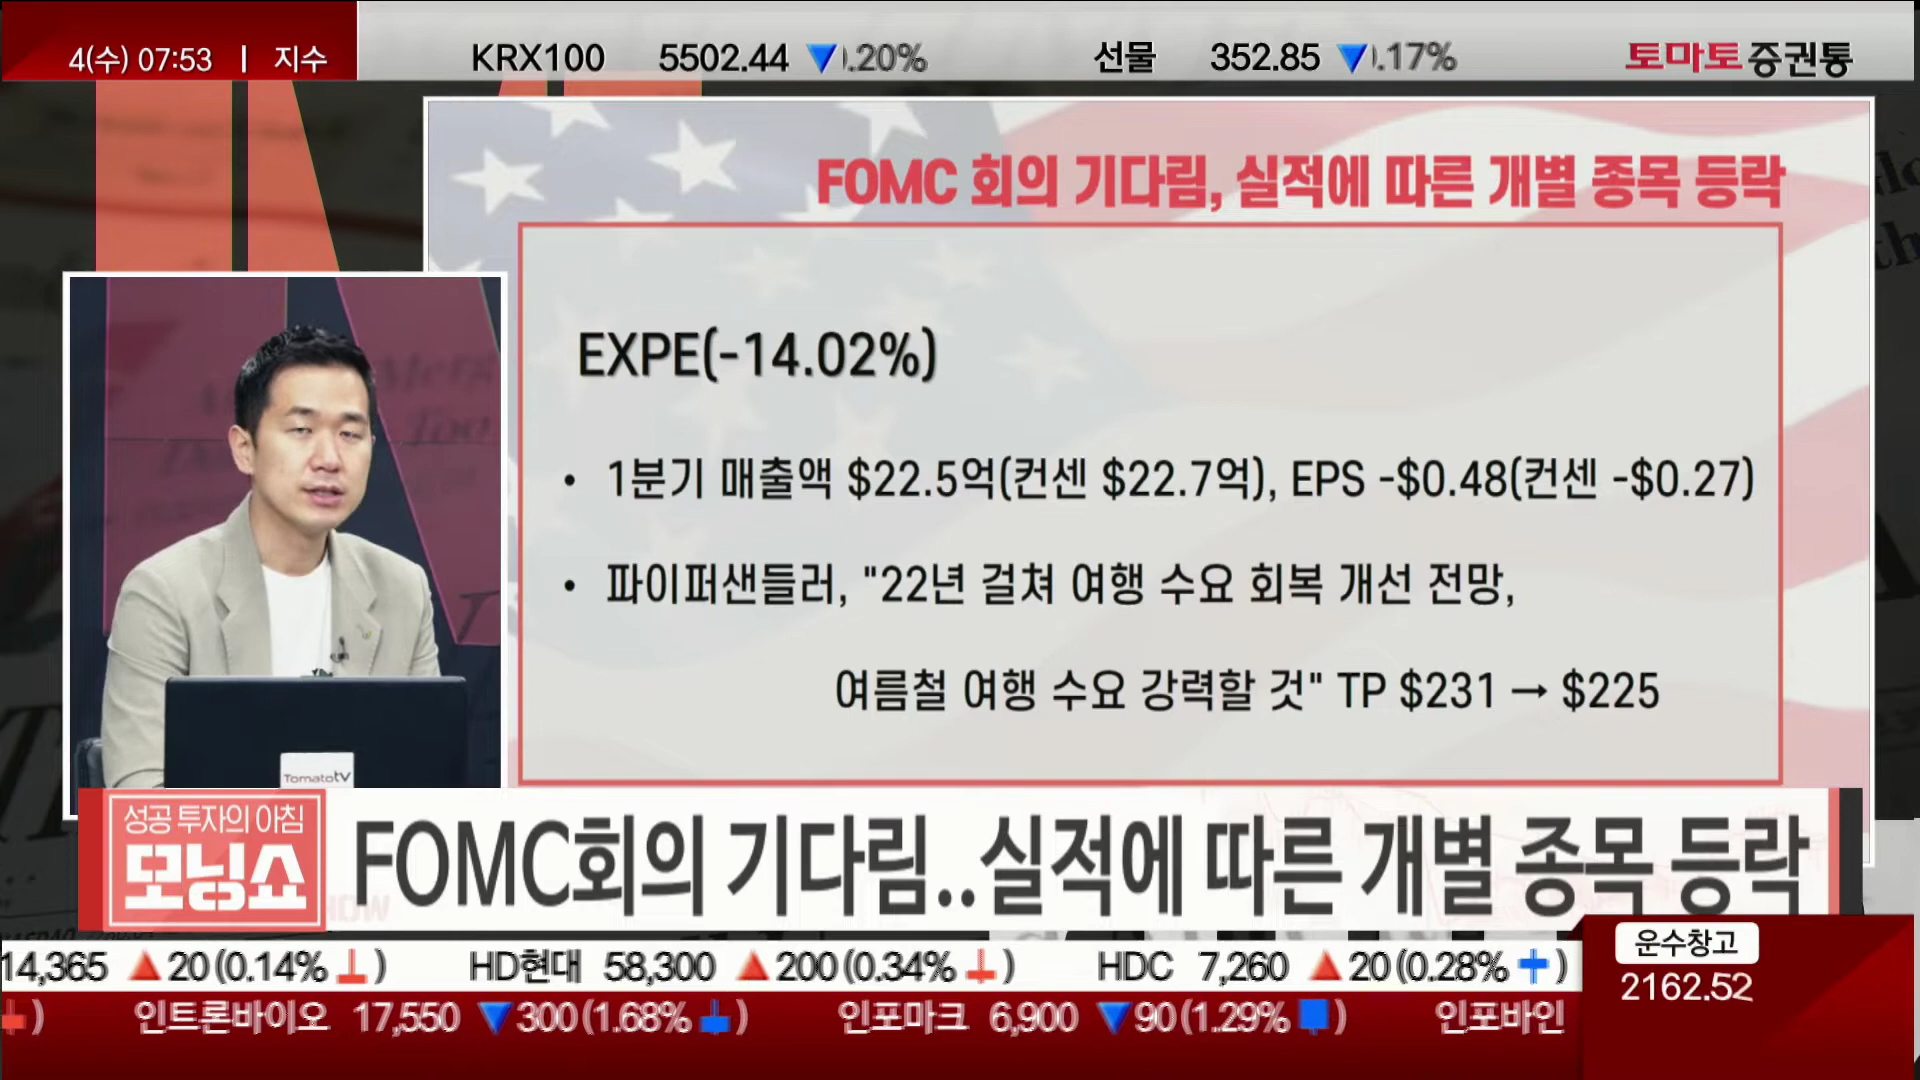 4(수) 07:53 | 지수
KRX100 5502.44 ▼ .20%
선물 352.85 ▼ .17%
토마토증권통
FOMC 회의 기다림, 실적에 따른 개별 종목 등락
EXPE(-14.02%)
• 1분기 매출액 $22.5억(컨센 $22.7억), EPS -$0.48(컨센 -$0.27)
• 파이퍼샌들러, "22년 걸쳐 여행 수요 회복 개선 전망,
여름철 여행 수요 강력할 것" TP $231 → $225
TomatoTV
성공 투자의 아침
모닝쇼
FOMC회의 기다림..실적에 따른 개별 종목 등락
14,365 ▲ 20(0.14% ) HD현대 58,300 ▲ 200(0.34% ) HDC 7,260 ▲ 20(0.28% )
) 인트론바이오 17,550 ▼ 300(1.68% ) 인포마크 6,900 ▼ 90(1.29% ) 인포바인
운수창고
2162.52